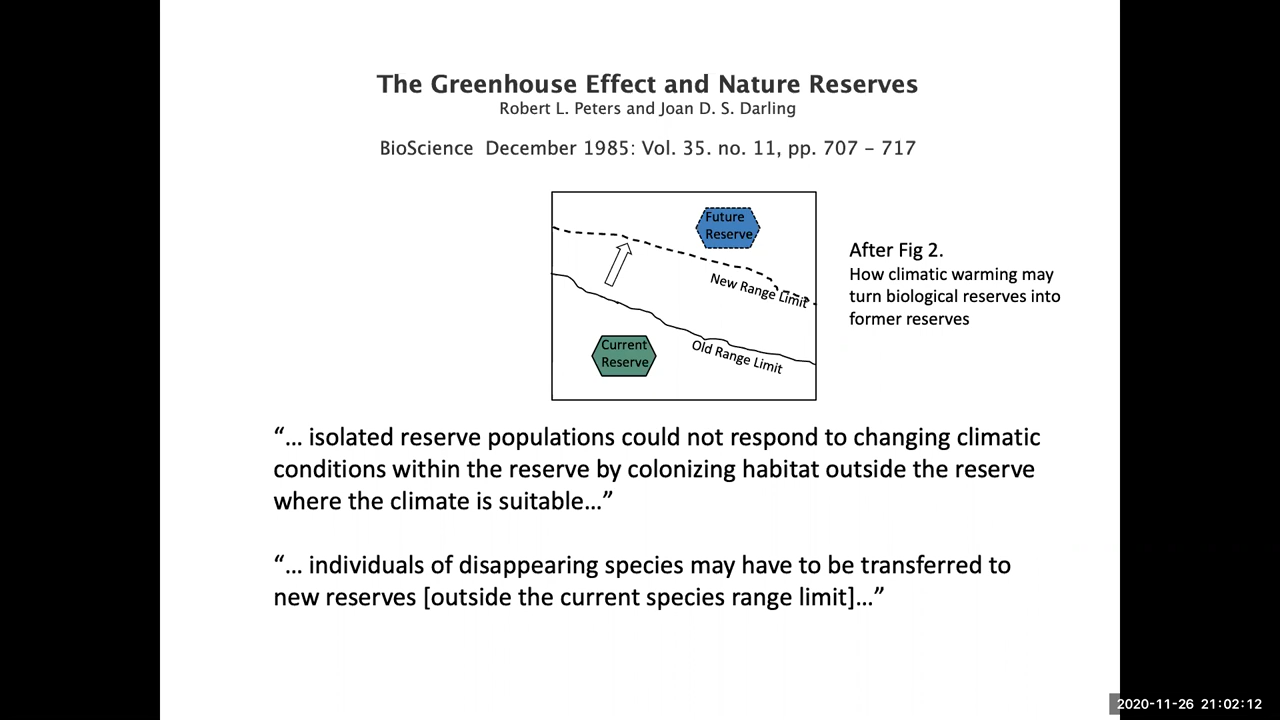 The Greenhouse Effect and Nature Reserves
Robert L. Peters and Joan D. S. Darling
BioScience December 1985: Vol. 35. no. 11, pp. 707 – 717
Future
Reserve
New Range Limit
After Fig 2.
How climatic warming may
turn biological reserves into
former reserves
Current
Reserve
Old Range Limit
“… isolated reserve populations could not respond to changing climatic
conditions within the reserve by colonizing habitat outside the reserve
where the climate is suitable…”
“… individuals of disappearing species may have to be transferred to
new reserves [outside the current species range limit]…”
2020-11-26 21:02:12